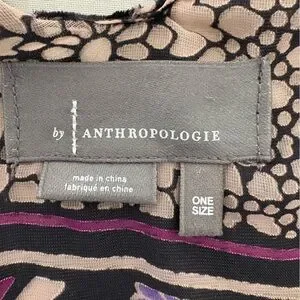 by ANTHROPOLOGIE
made in china
fabriqué en chine
ONE
SIZE